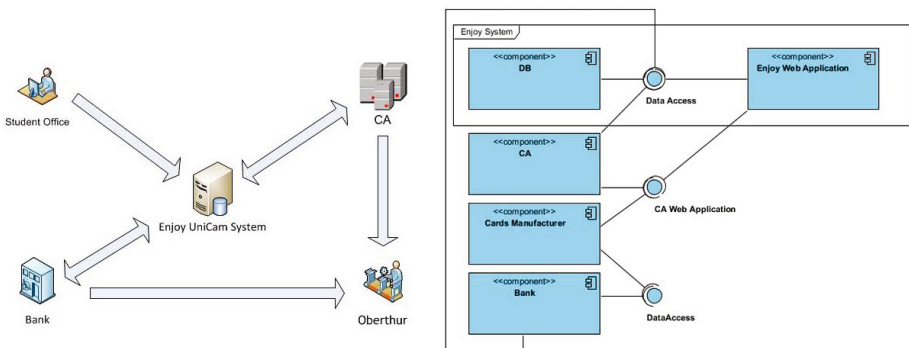 Student Office
CA
Enjoy UniCam System
Bank
Oberthur
Enjoy System
<<component>>
DB
Data Access
<<component>>
Enjoy Web Application
<<component>>
CA
CA Web Application
<<component>>
Cards Manufacturer
<<component>>
Bank
DataAccess